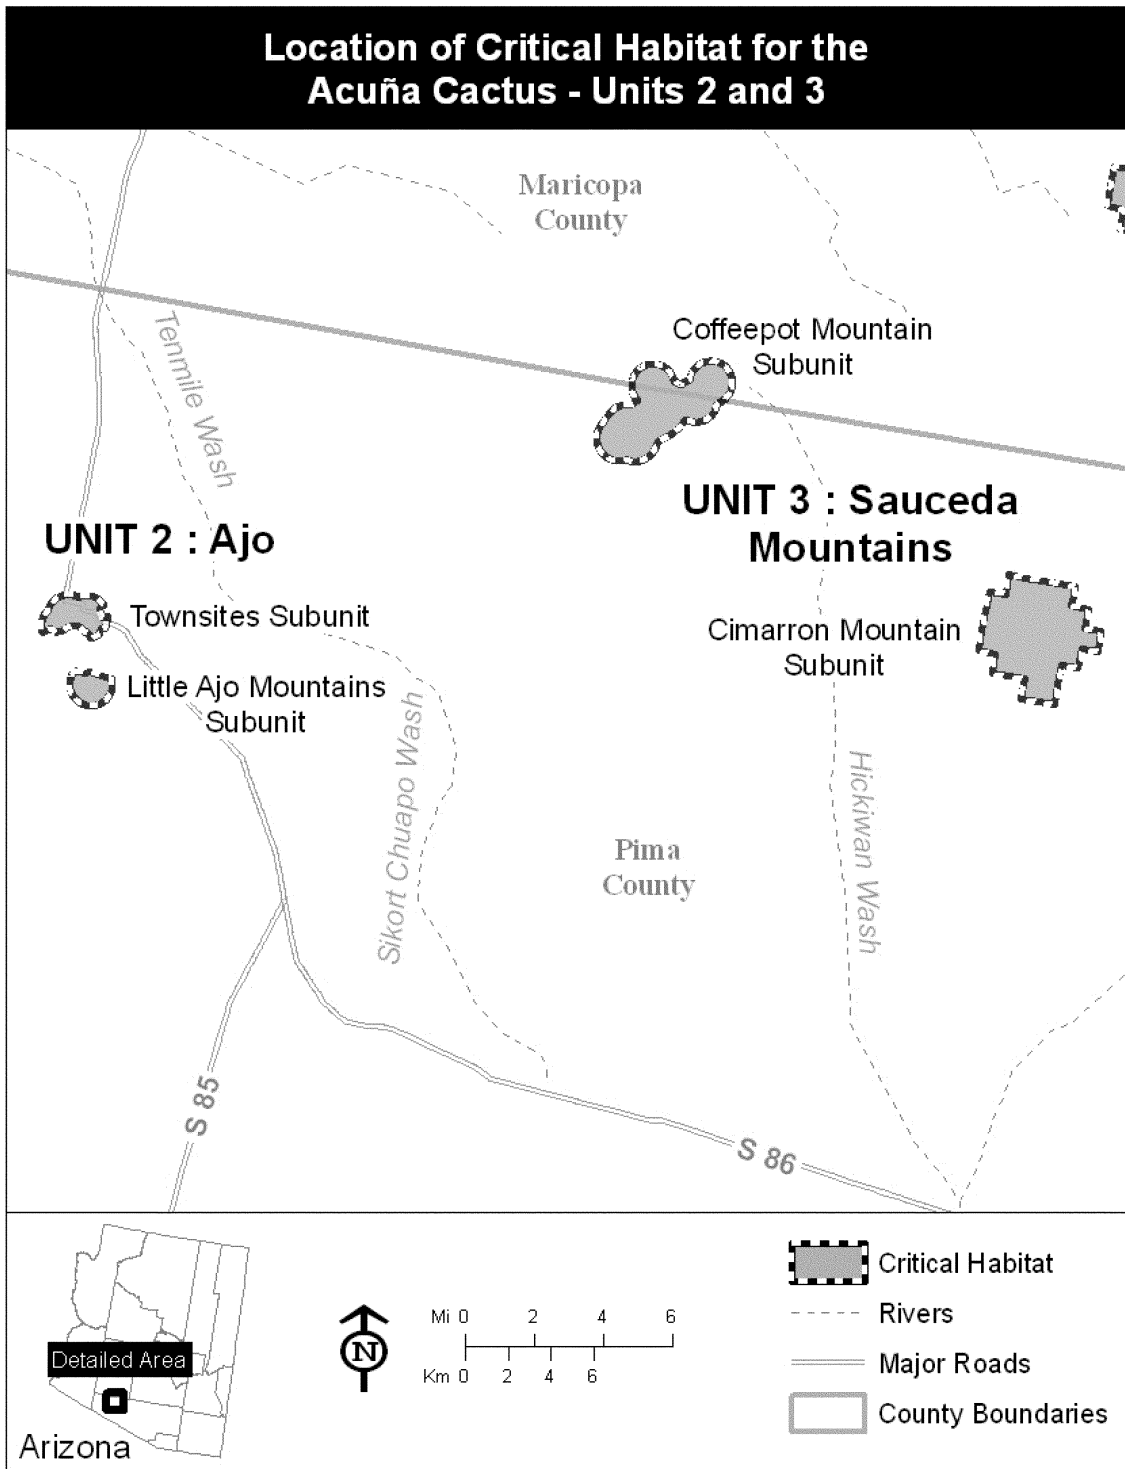 Location of Critical Habitat for the
Acuña Cactus - Units 2 and 3
Maricopa
County
Coffeepot Mountain
Subunit
Tenmile Wash
UNIT 3 : Sauceda
Mountains
UNIT 2 : Ajo
Townsites Subunit
Cimarron Mountain
Subunit
Little Ajo Mountains
Subunit
Sikort Chuapo Wash
Hickiwan Wash
Pima
County
S 85
S 86
Detailed Area
Arizona
N
Mi 0 2 4 6
Km 0 2 4 6
Critical Habitat
Rivers
Major Roads
County Boundaries